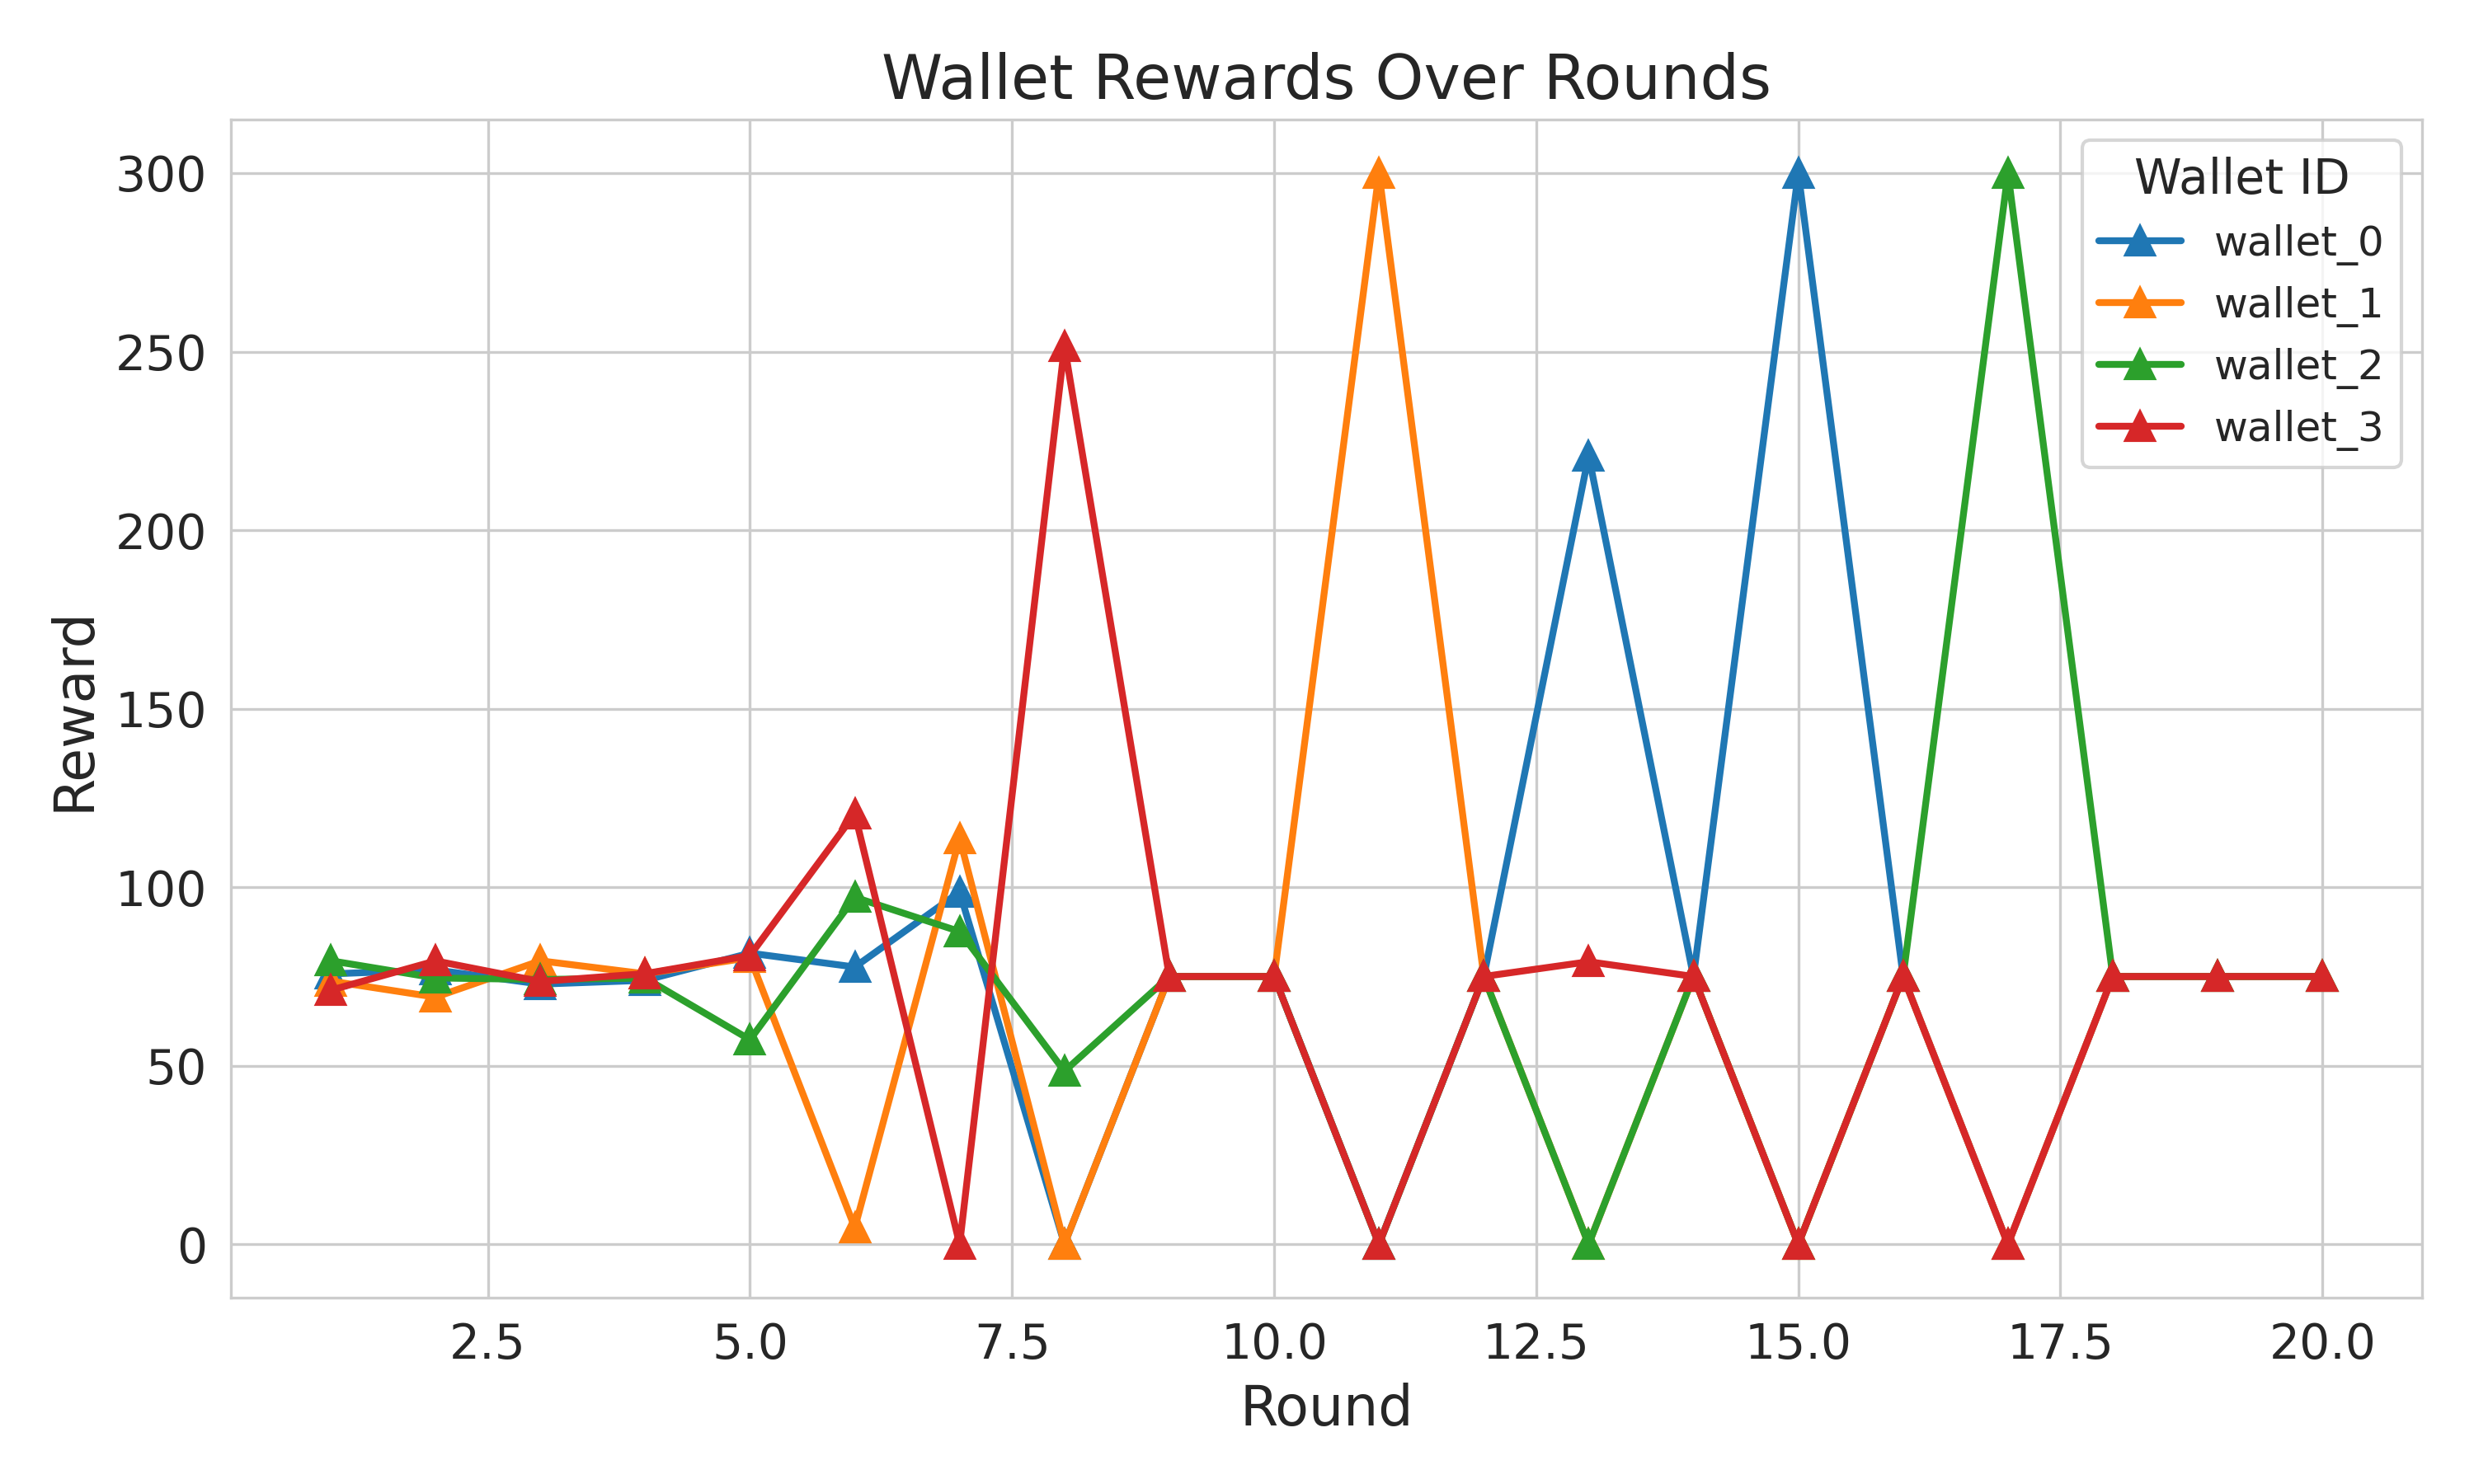 Wallet Rewards Over Rounds
Reward
300
250
200
150
100
50
0
2.5 5.0 7.5 10.0 12.5 15.0 17.5 20.0
Round
Wallet ID
wallet_0
wallet_1
wallet_2
wallet_3